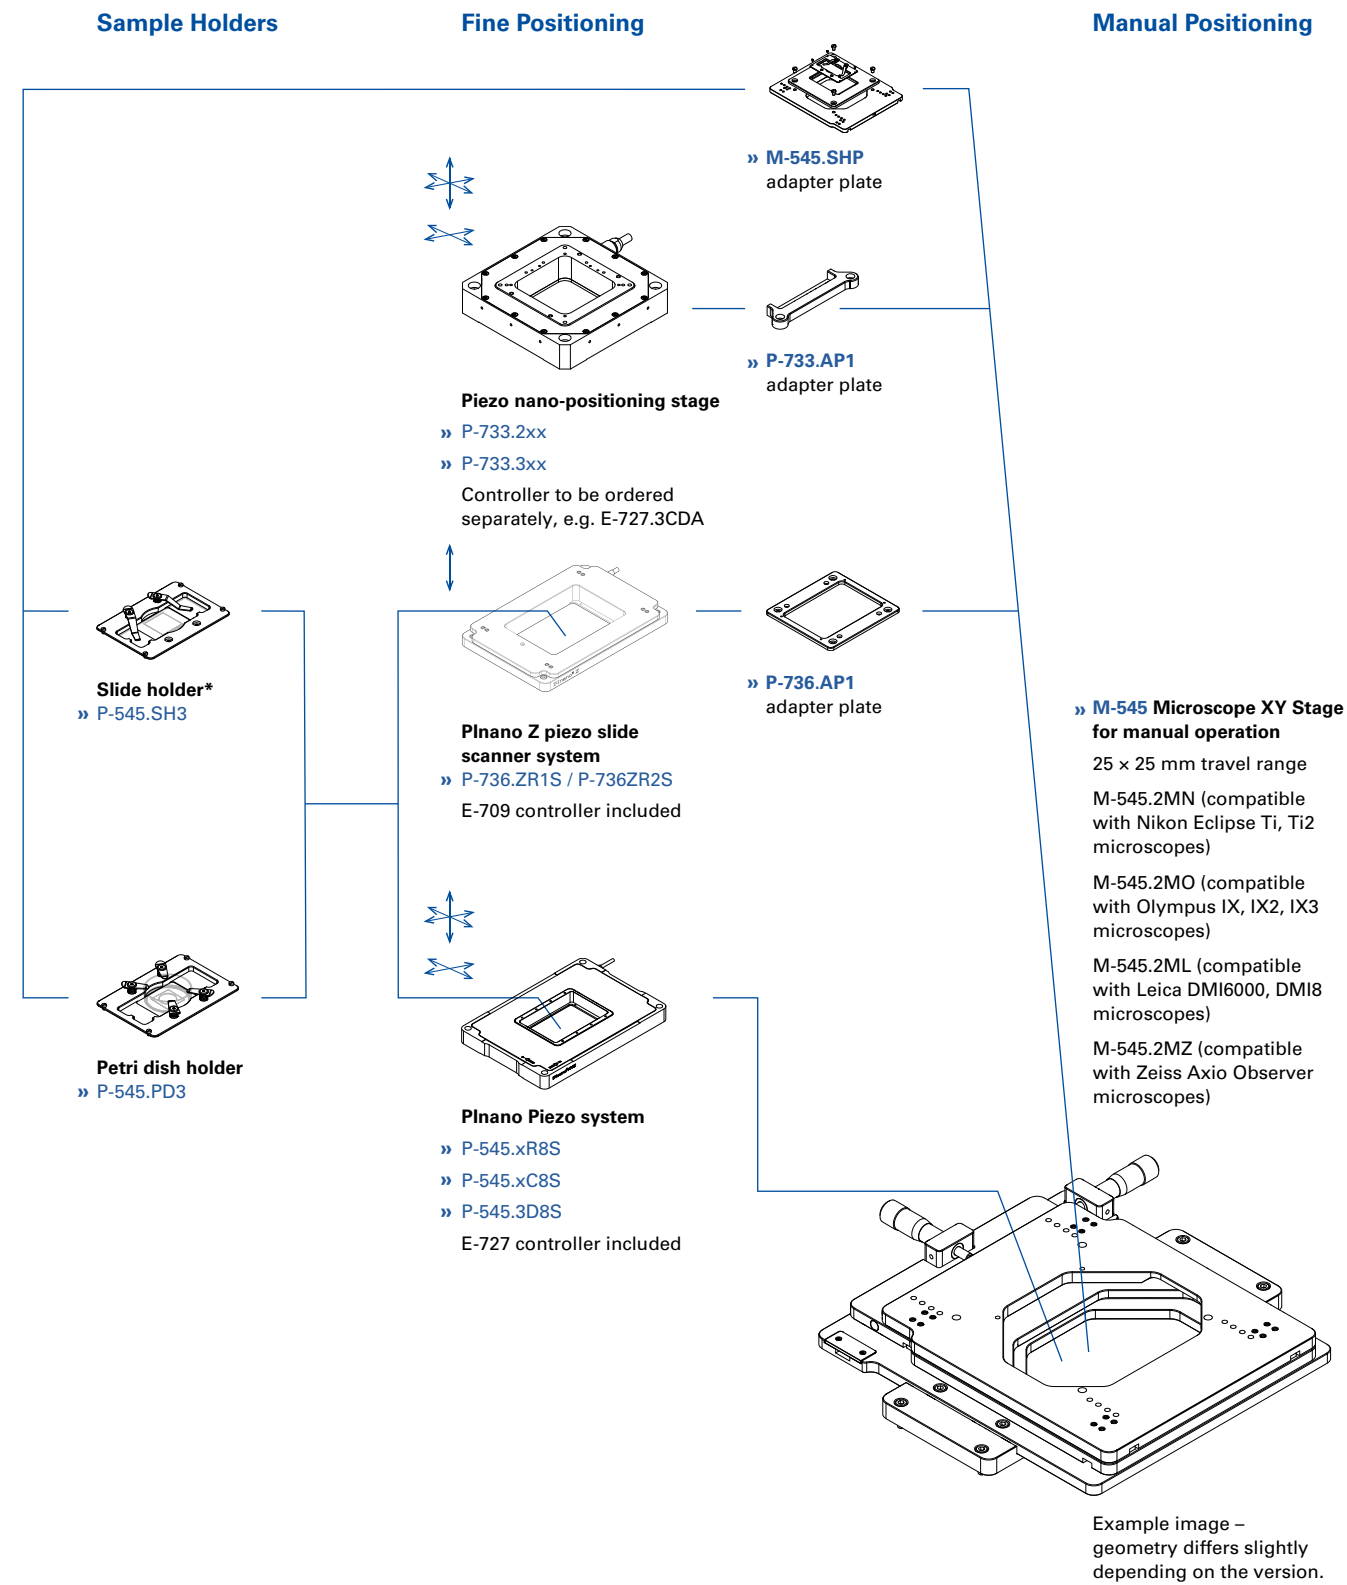 Sample Holders
Fine Positioning
Manual Positioning
» M-545.SHP
adapter plate
» P-733.AP1
adapter plate
Piezo nano-positioning stage
» P-733.2xx
» P-733.3xx
Controller to be ordered
separately, e.g. E-727.3CDA
Slide holder*
» P-545.SH3
PInano Z
» P-736.AP1
adapter plate
PInano Z piezo slide
scanner system
» P-736.ZR1S / P-736ZR2S
E-709 controller included
Petri dish holder
» P-545.PD3
PInano Piezo system
» P-545.xR8S
» P-545.xC8S
» P-545.3D8S
E-727 controller included
» M-545 Microscope XY Stage
for manual operation
25 × 25 mm travel range
M-545.2MN (compatible
with Nikon Eclipse Ti, Ti2
microscopes)
M-545.2MO (compatible
with Olympus IX, IX2, IX3
microscopes)
M-545.2ML (compatible
with Leica DMI6000, DMI8
microscopes)
M-545.2MZ (compatible
with Zeiss Axio Observer
microscopes)
Example image –
geometry differs slightly
depending on the version.